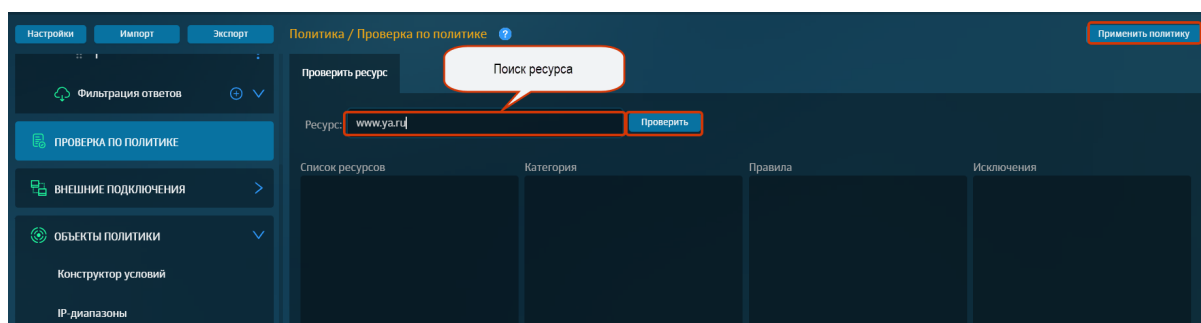 Настройки Импорт Экспорт Политика / Проверка по политике ? Применить политику
Проверить ресурс Поиск ресурса
Фильтрация ответов
Ресурс: www.ya.ru Проверить
ПРОВЕРКА ПО ПОЛИТИКЕ
Список ресурсов Категория Правила Исключения
ВНЕШНИЕ ПОДКЛЮЧЕНИЯ
ОБЪЕКТЫ ПОЛИТИКИ
Конструктор условий
IP-диапазоны